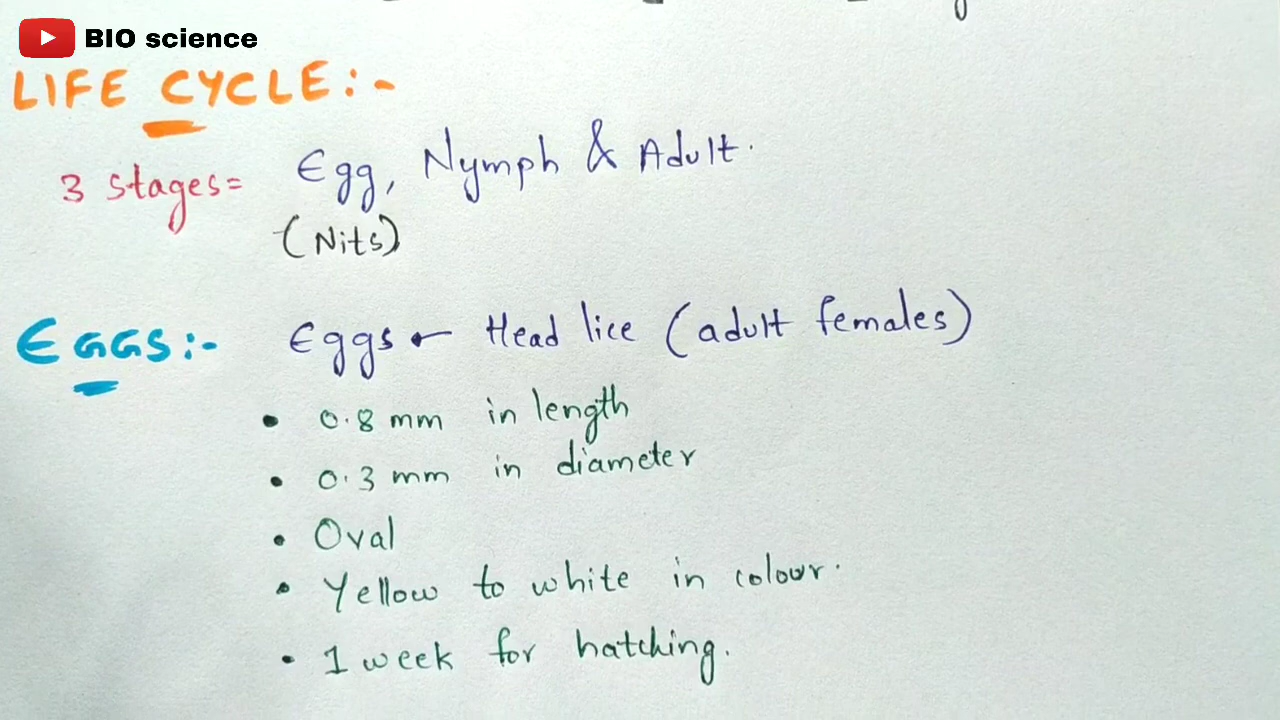 BIO science
LIFE CYCLE:-
3 stages= Egg, Nymph & Adult.
(Nits)
EGGS:- Eggs ← Head lice (adult females)
• 0.8 mm in length
• 0.3 mm in diameter
• Oval
• Yellow to white in colour.
• 1 week for hatching.